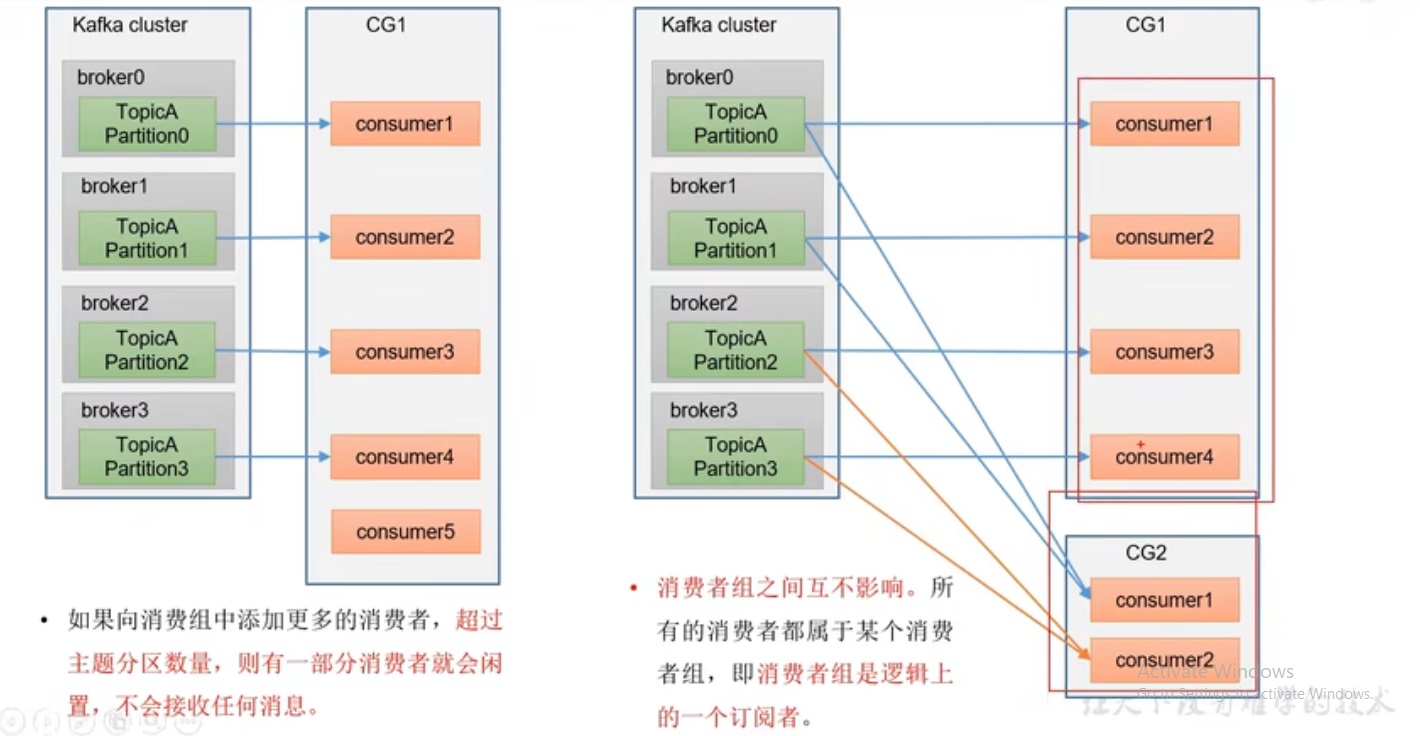 Kafka cluster
broker0
TopicA
Partition0
broker1
TopicA
Partition1
broker2
TopicA
Partition2
broker3
TopicA
Partition3
CG1
consumer1
consumer2
consumer3
consumer4
consumer5
• 如果向消费组中添加更多的消费者，超过
主题分区数量，则有一部分消费者就会闲
置，不会接收任何消息。
Kafka cluster
broker0
TopicA
Partition0
broker1
TopicA
Partition1
broker2
TopicA
Partition2
broker3
TopicA
Partition3
CG1
consumer1
consumer2
consumer3
consumer4
CG2
consumer1
consumer2
• 消费者组之间互不影响。所
有的消费者都属于某个消费
者组，即消费者组是逻辑上
的一个订阅者。
Activate Windows
Go to Settings to activate Windows.
的技术